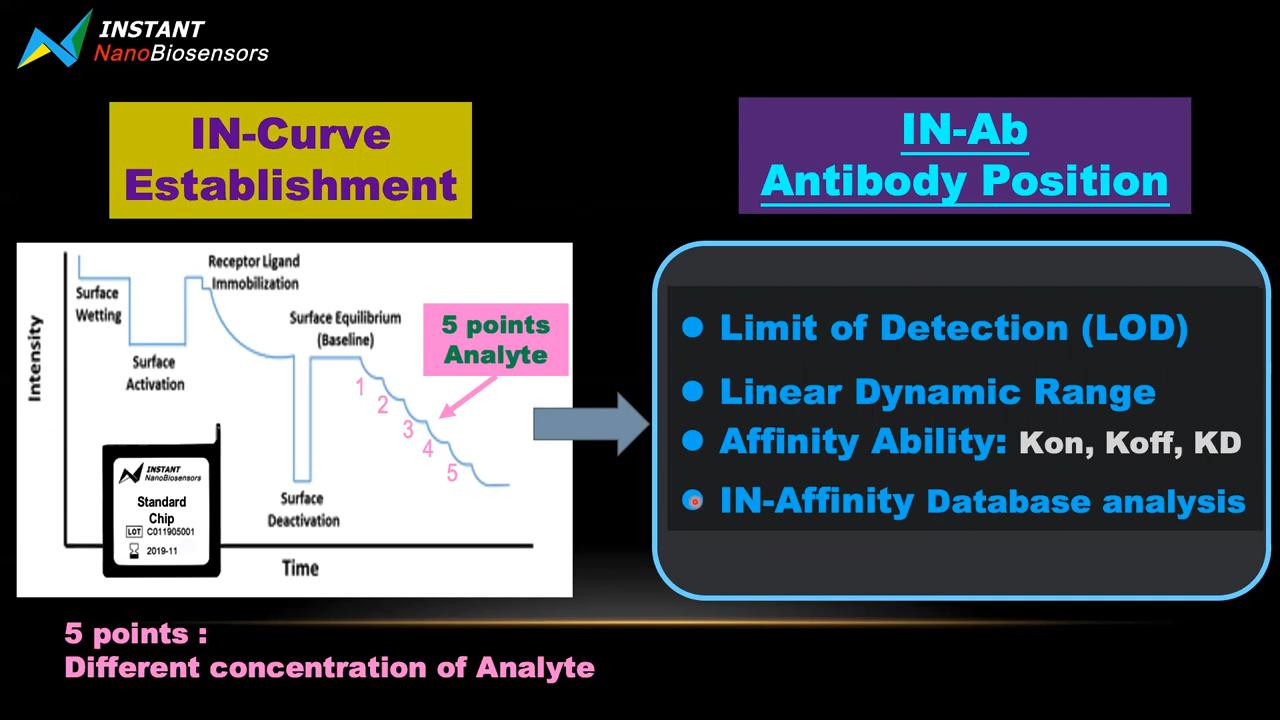 INSTANT
NanoBiosensors
IN-Curve
Establishment
IN-Ab
Antibody Position
Intensity
Surface
Wetting
Surface
Activation
Receptor Ligand
Immobilization
Surface Equilibrium
(Baseline)
5 points
Analyte
1
2
3
4
5
Surface
Deactivation
Time
INSTANT
NanoBiosensors
Standard
Chip
LOT C011905001
2019-11
Limit of Detection (LOD)
Linear Dynamic Range
Affinity Ability: Kon, Koff, KD
IN-Affinity Database analysis
5 points :
Different concentration of Analyte